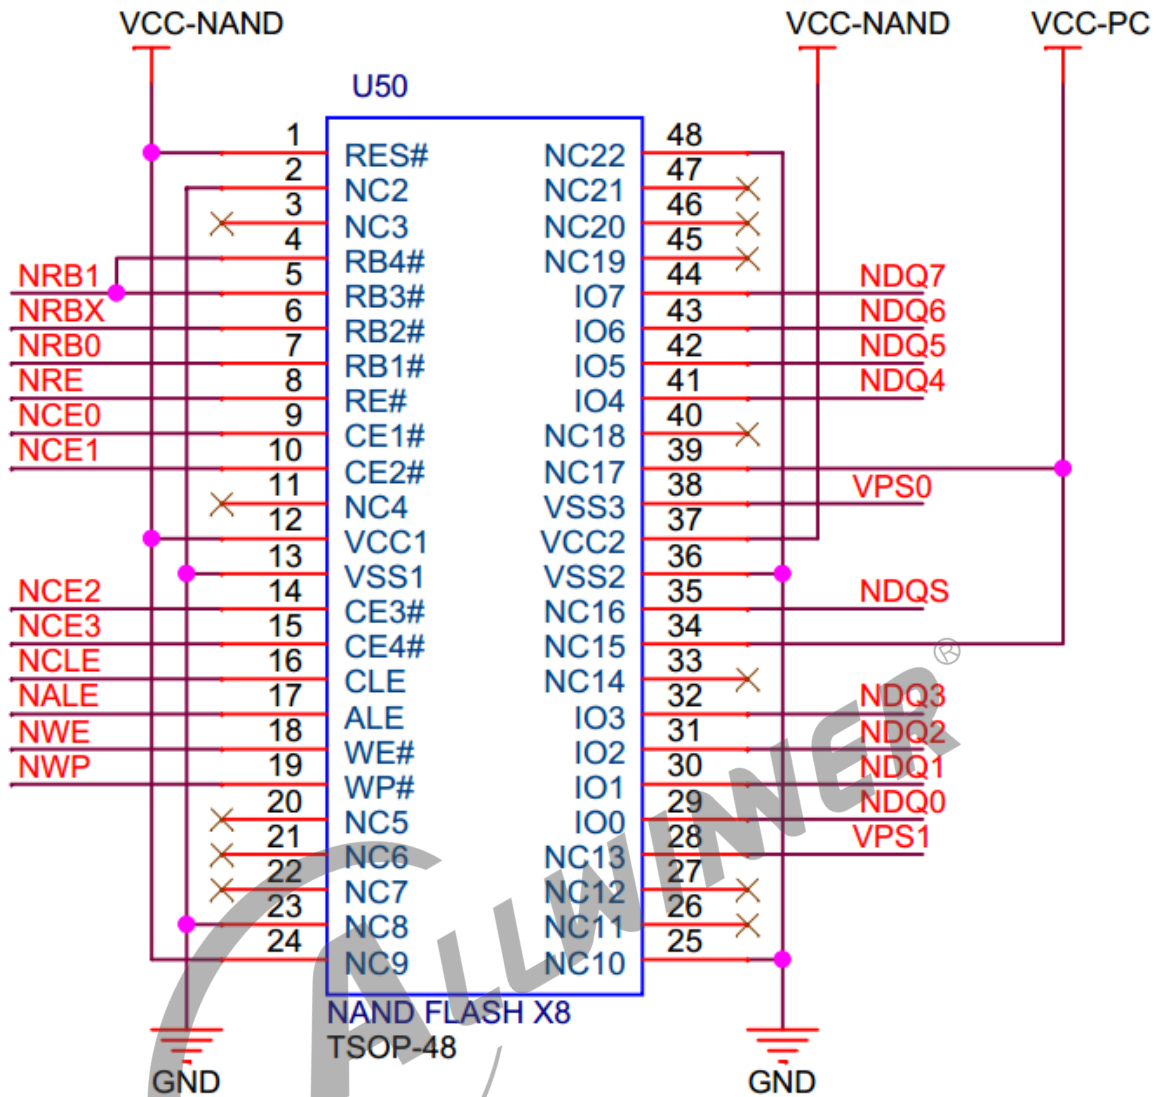 VCC-NAND VCC-NAND VCC-PC
U50
1 RES# NC22 48
2 NC2 NC21 47
3 NC3 NC20 46
4 RB4# NC19 45
NRB1 5 RB3# IO7 44 NDQ7
NRBX 6 RB2# IO6 43 NDQ6
NRB0 7 RB1# IO5 42 NDQ5
NRE 8 RE# IO4 41 NDQ4
NCE0 9 CE1# NC18 40
NCE1 10 CE2# NC17 39
11 NC4 VSS3 38 VPS0
12 VCC1 VCC2 37
13 VSS1 VSS2 36
NCE2 14 CE3# NC16 35 NDQS
NCE3 15 CE4# NC15 34
NCLE 16 CLE NC14 33
NALE 17 ALE IO3 32 NDQ3
NWE 18 WE# IO2 31 NDQ2
NWP 19 WP# IO1 30 NDQ1
20 NC5 IO0 29 NDQ0
21 NC6 NC13 28 VPS1
22 NC7 NC12 27
23 NC8 NC11 26
24 NC9 NC10 25
NAND FLASH X8
TSOP-48
GND GND
ALLWINNER®